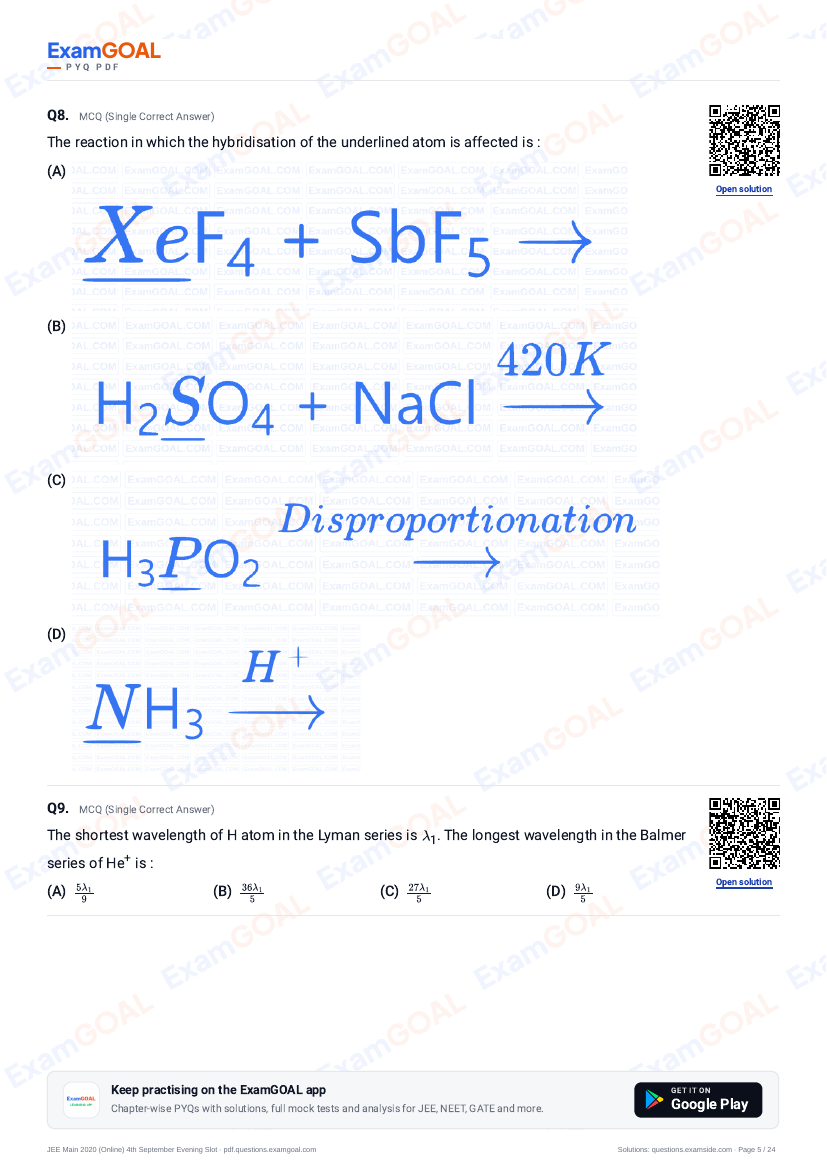 ExamGOAL
PYQ PDF
Q8. MCQ (Single Correct Answer)
The reaction in which the hybridisation of the underlined atom is affected is :
Open solution
(A) XeF₄ + SbF₅ ⟶
(B) H₂SO₄ + NaCl ⟶ 420K
(C) H₃PO₂ ⟶ Disproportionation
(D) NH₃ ⟶ H⁺
Q9. MCQ (Single Correct Answer)
The shortest wavelength of H atom in the Lyman series is λ₁. The longest wavelength in the Balmer
series of He⁺ is :
Open solution
(A) 5λ₁/9 (B) 36λ₁/5 (C) 27λ₁/5 (D) 9λ₁/5
Keep practising on the ExamGOAL app
Chapter-wise PYQs with solutions, full mock tests and analysis for JEE, NEET, GATE and more.
GET IT ON
Google Play
JEE Main 2020 (Online) 4th September Evening Slot · pdf.questions.examgoal.com
Solutions: questions.examside.com · Page 5 / 24